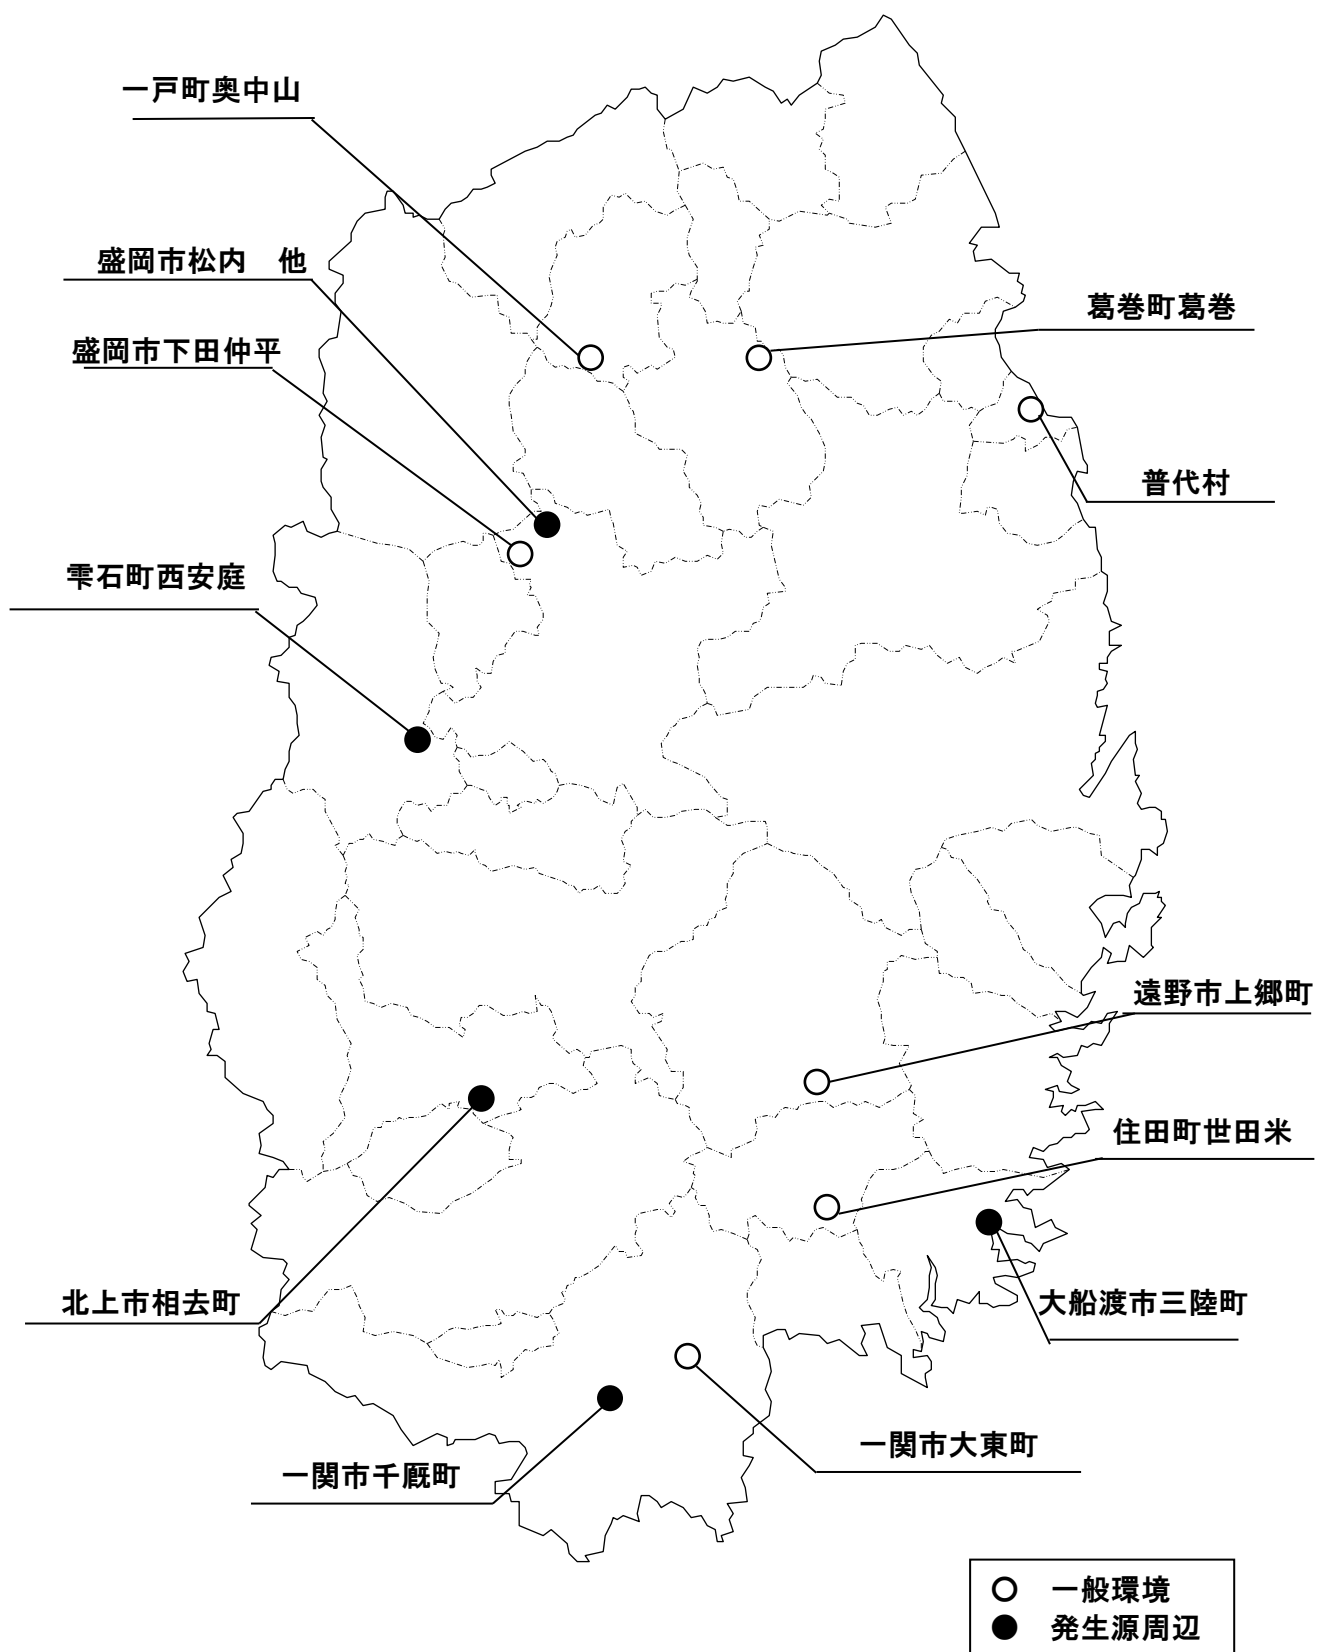 一戸町奥中山
盛岡市松内　他
葛巻町葛巻
盛岡市下田仲平
普代村
雫石町西安庭
遠野市上郷町
住田町世田米
北上市相去町
大船渡市三陸町
一関市大東町
一関市千厩町
一般環境
発生源周辺